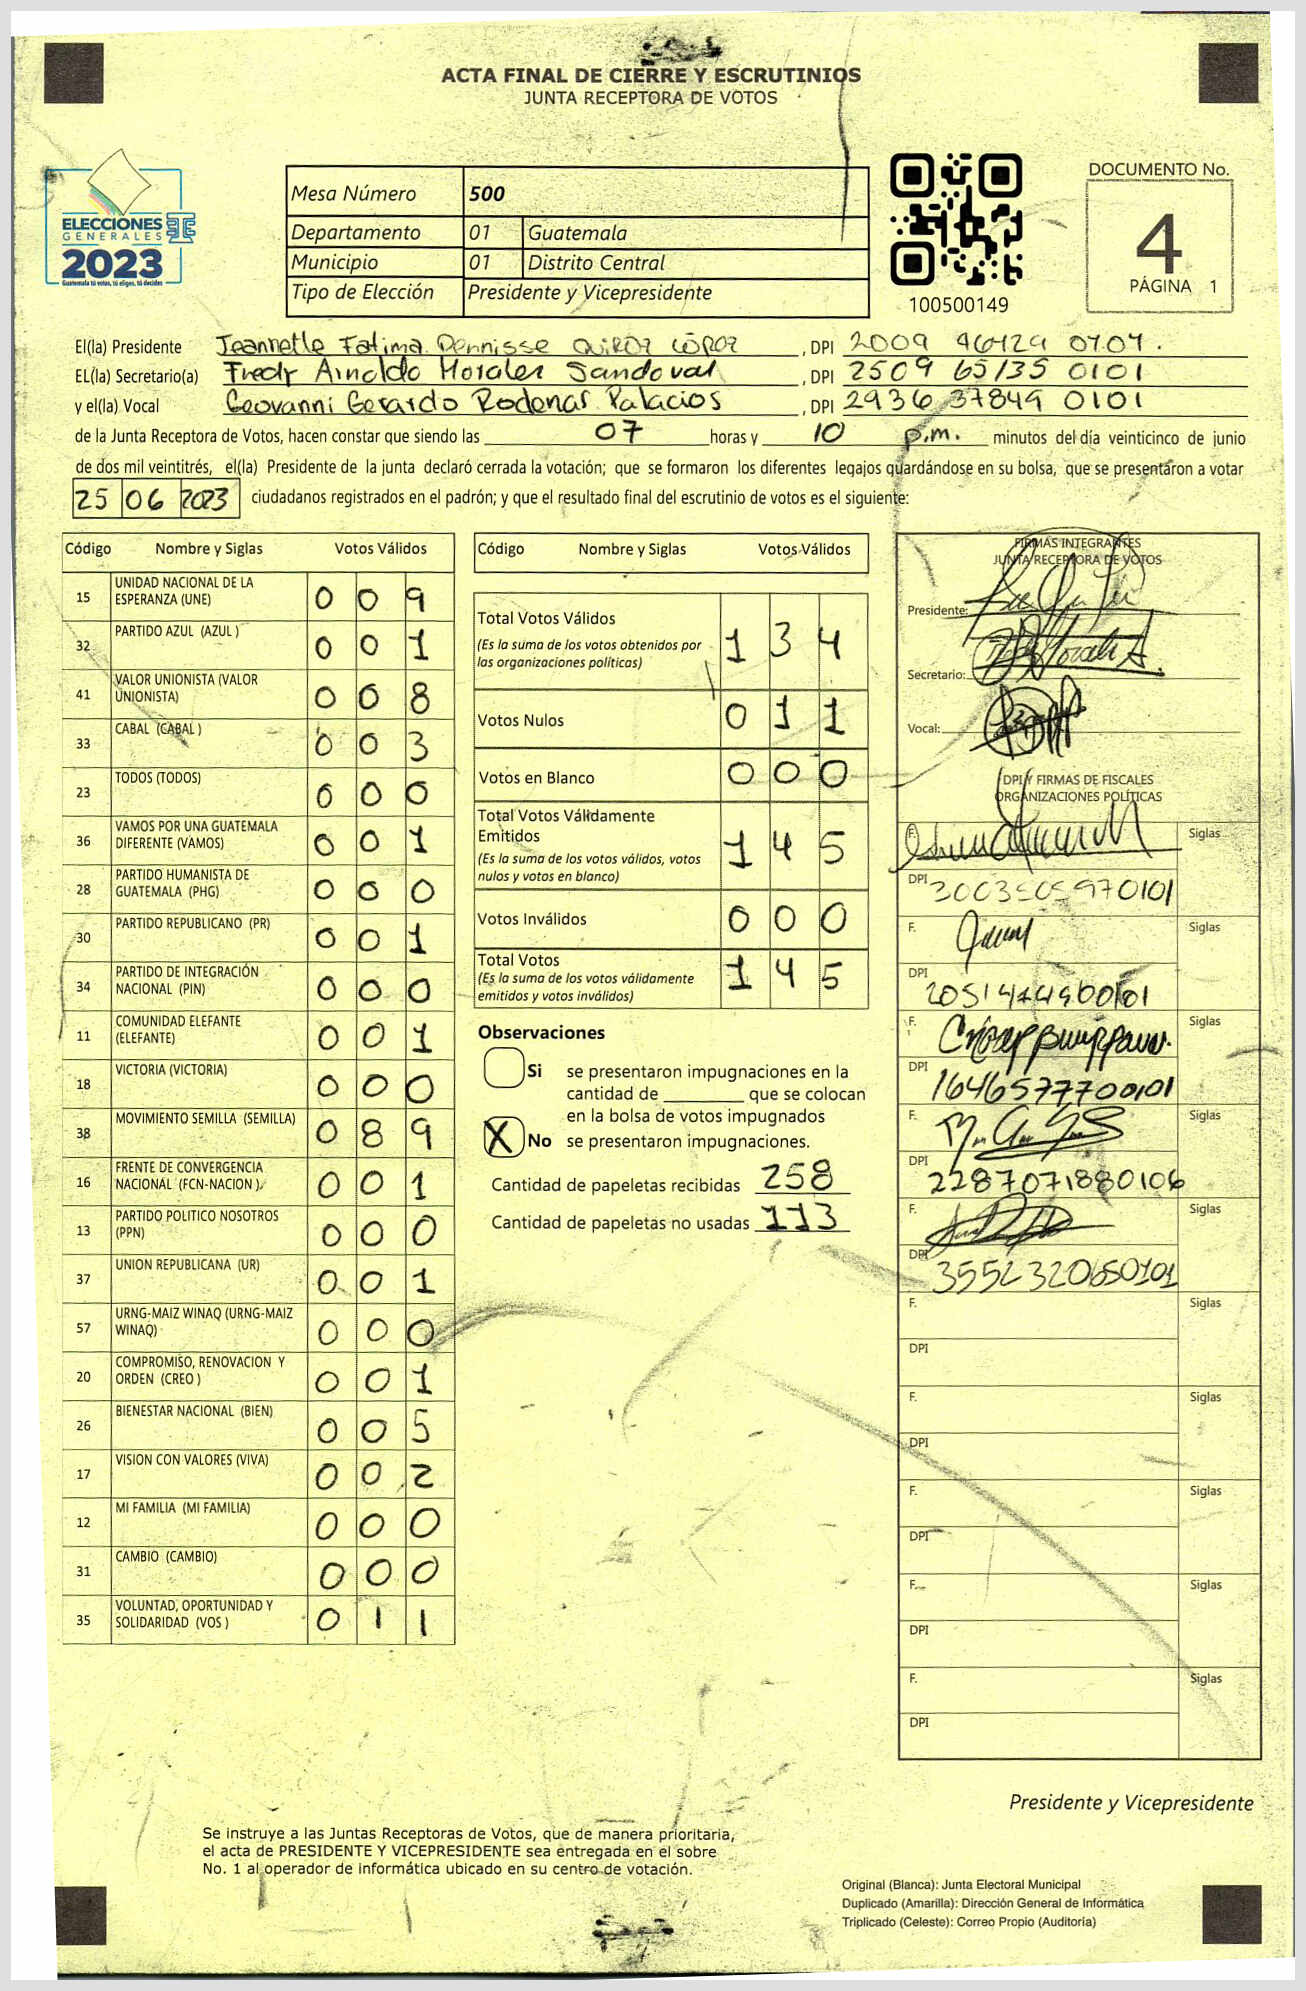 ACTA FINAL DE CIERRE Y ESCRUTINIOS
JUNTA RECEPTORA DE VOTOS
ELECCIONES
GENERALES
2023
Guatemala tú votas, tú eliges, tú decides
Mesa Número 500
Departamento 01 Guatemala
Municipio 01 Distrito Central
Tipo de Elección Presidente y Vicepresidente
100500149
DOCUMENTO No.
4
PÁGINA 1
El(la) Presidente Jeannette Fatima Dennisse , DPI 2009
EL(la) Secretario(a) Fredy Arnoldo Morales Sandoval , DPI 2509 65135 0101
y el(la) Vocal Geovanni Gerardo Rodenas Palacios , DPI 2936 37849 0101
de la Junta Receptora de Votos, hacen constar que siendo las 07 horas y 10 p.m. minutos del día veinticinco de junio
de dos mil veintitrés, el(la) Presidente de la junta declaró cerrada la votación; que se formaron los diferentes legajos guardándose en su bolsa, que se presentaron a votar
25 06 2023 ciudadanos registrados en el padrón; y que el resultado final del escrutinio de votos es el siguiente:
Código Nombre y Siglas Votos Válidos
15 UNIDAD NACIONAL DE LA ESPERANZA (UNE) 0 0 9
32 PARTIDO AZUL (AZUL ) 0 0 1
41 VALOR UNIONISTA (VALOR UNIONISTA) 0 0 8
33 CABAL (CABAL ) 0 0 3
23 TODOS (TODOS) 0 0 0
36 VAMOS POR UNA GUATEMALA DIFERENTE (VAMOS) 0 0 1
28 PARTIDO HUMANISTA DE GUATEMALA (PHG) 0 0 0
30 PARTIDO REPUBLICANO (PR) 0 0 1
34 PARTIDO DE INTEGRACIÓN NACIONAL (PIN) 0 0 0
11 COMUNIDAD ELEFANTE (ELEFANTE) 0 0 1
18 VICTORIA (VICTORIA) 0 0 0
38 MOVIMIENTO SEMILLA (SEMILLA) 0 8 9
16 FRENTE DE CONVERGENCIA NACIONAL (FCN-NACION ) 0 0 1
13 PARTIDO POLITICO NOSOTROS (PPN) 0 0 0
37 UNION REPUBLICANA (UR) 0 0 1
57 URNG-MAIZ WINAQ (URNG-MAIZ WINAQ) 0 0 0
20 COMPROMISO, RENOVACION Y ORDEN (CREO ) 0 0 1
26 BIENESTAR NACIONAL (BIEN) 0 0 5
17 VISION CON VALORES (VIVA) 0 0 2
12 MI FAMILIA (MI FAMILIA) 0 0 0
31 CAMBIO (CAMBIO) 0 0 0
35 VOLUNTAD, OPORTUNIDAD Y SOLIDARIDAD (VOS ) 0 1 1
Código Nombre y Siglas Votos Válidos
Total Votos Válidos 1 3 4
(Es la suma de los votos obtenidos por
las organizaciones políticas)
Votos Nulos 0 1 1
Votos en Blanco 0 0 0
Total Votos Válidamente
Emitidos 1 4 5
(Es la suma de los votos válidos, votos
nulos y votos en blanco)
Votos Inválidos 0 0 0
Total Votos 1 4 5
(Es la suma de los votos válidamente
emitidos y votos inválidos)
Observaciones
Si se presentaron impugnaciones en la
cantidad de ________ que se colocan
en la bolsa de votos impugnados
X No se presentaron impugnaciones.
Cantidad de papeletas recibidas 258
Cantidad de papeletas no usadas 113
FIRMAS INTEGRANTES
JUNTA RECEPTORA DE VOTOS
Presidente:
Secretario:
Vocal:
DPI Y FIRMAS DE FISCALES
ORGANIZACIONES POLÍTICAS
F. Siglas
DPI
F. Siglas
DPI
F. Siglas
DPI 1646577700101
F. Siglas
DPI 2287071880106
F. Siglas
DPI 3552320650101
F. Siglas
DPI
F. Siglas
DPI
F. Siglas
DPI
F. Siglas
DPI
F. Siglas
DPI
Presidente y Vicepresidente
Se instruye a las Juntas Receptoras de Votos, que de manera prioritaria,
el acta de PRESIDENTE Y VICEPRESIDENTE sea entregada en el sobre
No. 1 al operador de informática ubicado en su centro de votación.
Original (Blanca): Junta Electoral Municipal
Duplicado (Amarilla): Dirección General de Informática
Triplicado (Celeste): Correo Propio (Auditoría)